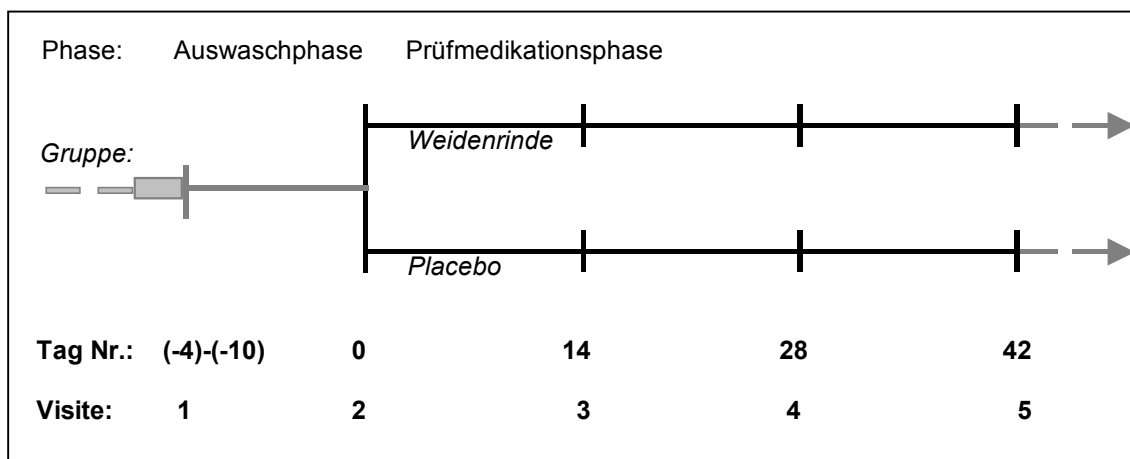 Phase: Auswaschphase Prüfmedikationsphase
Weidenrinde
Gruppe:
Placebo
Tag Nr.: (-4)-(-10) 0 14 28 42
Visite: 1 2 3 4 5